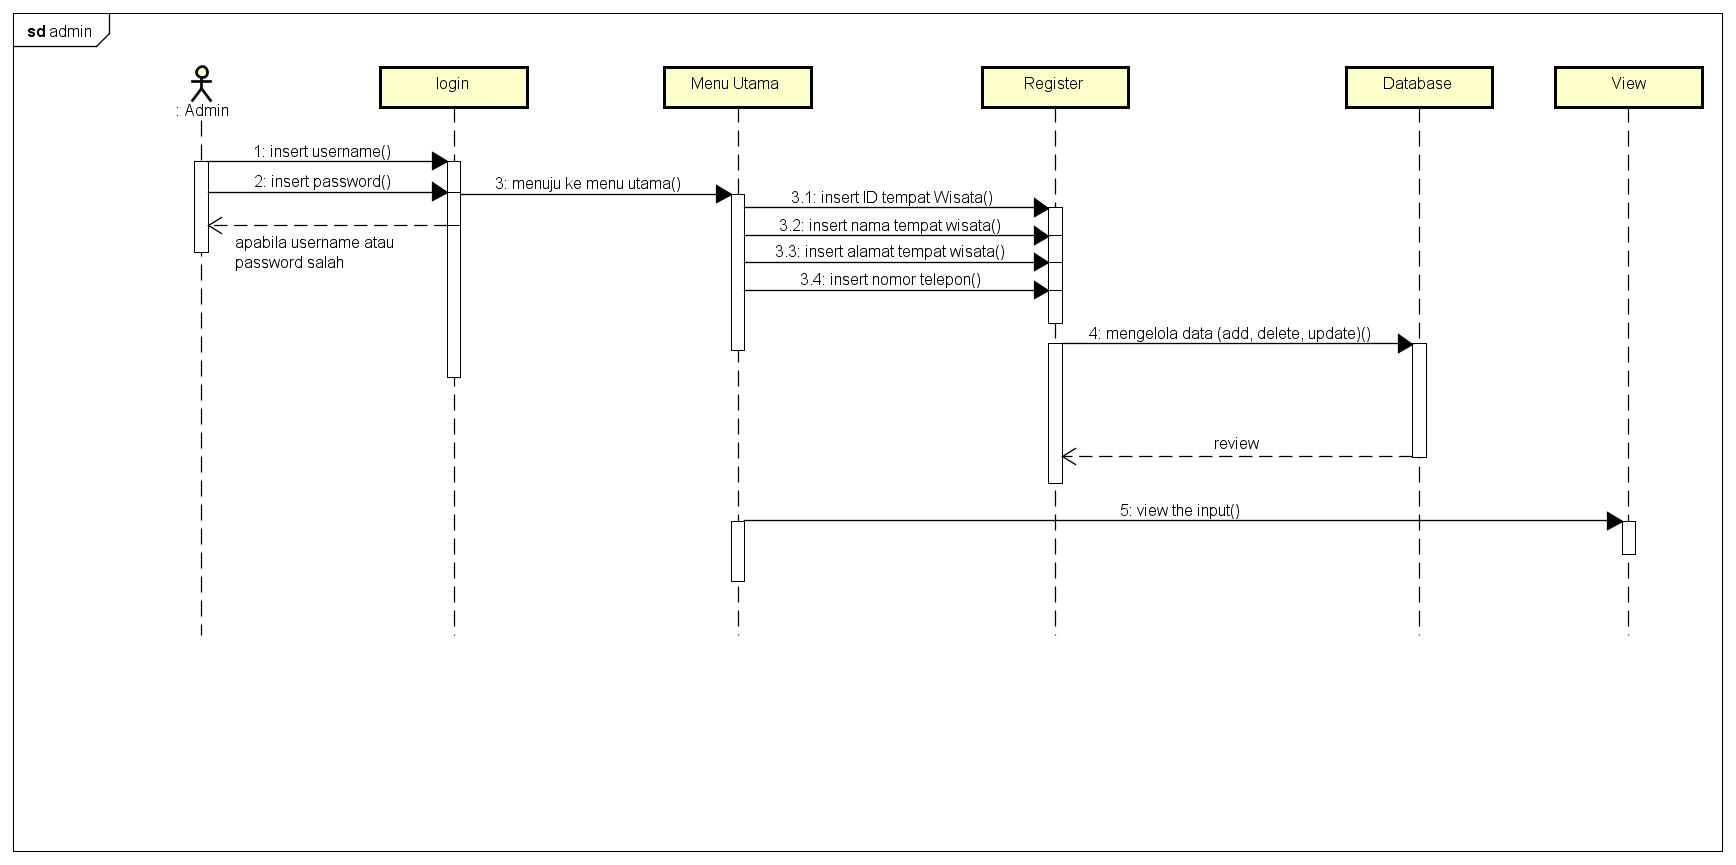 sd admin
: Admin
login
Menu Utama
Register
Database
View
1: insert username()
2: insert password()
3: menuju ke menu utama()
3.1: insert ID tempat Wisata()
3.2: insert nama tempat wisata()
apabila username atau
password salah
3.3: insert alamat tempat wisata()
3.4: insert nomor telepon()
4: mengelola data (add, delete, update)()
review
5: view the input()